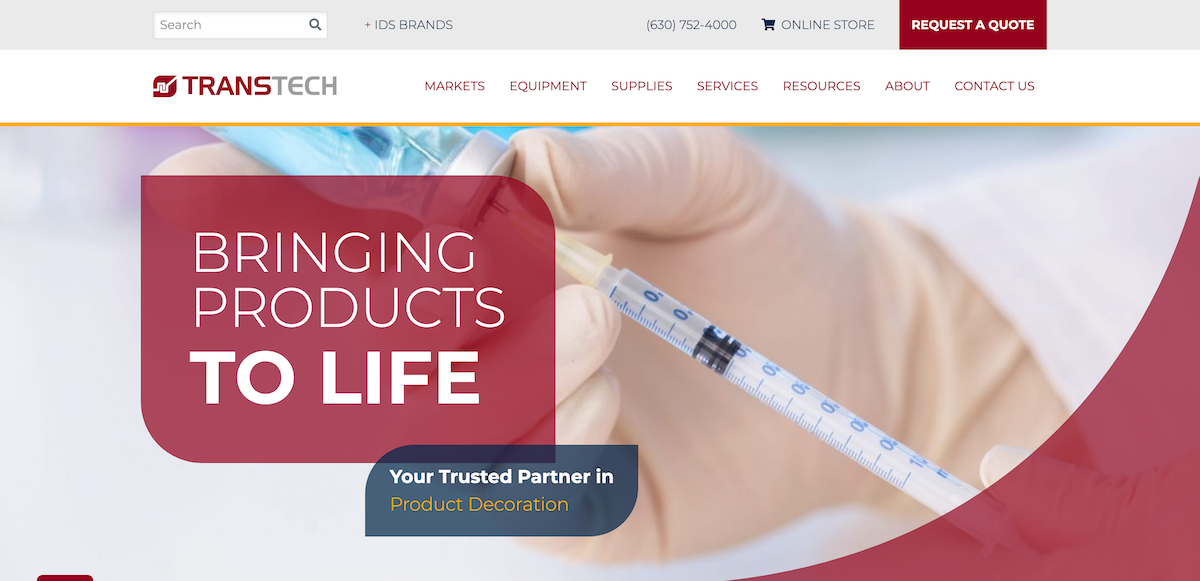 Search
+ IDS BRANDS
(630) 752-4000
ONLINE STORE
REQUEST A QUOTE
TRANSTECH
MARKETS
EQUIPMENT
SUPPLIES
SERVICES
RESOURCES
ABOUT
CONTACT US
BRINGING
PRODUCTS
TO LIFE
Your Trusted Partner in
Product Decoration